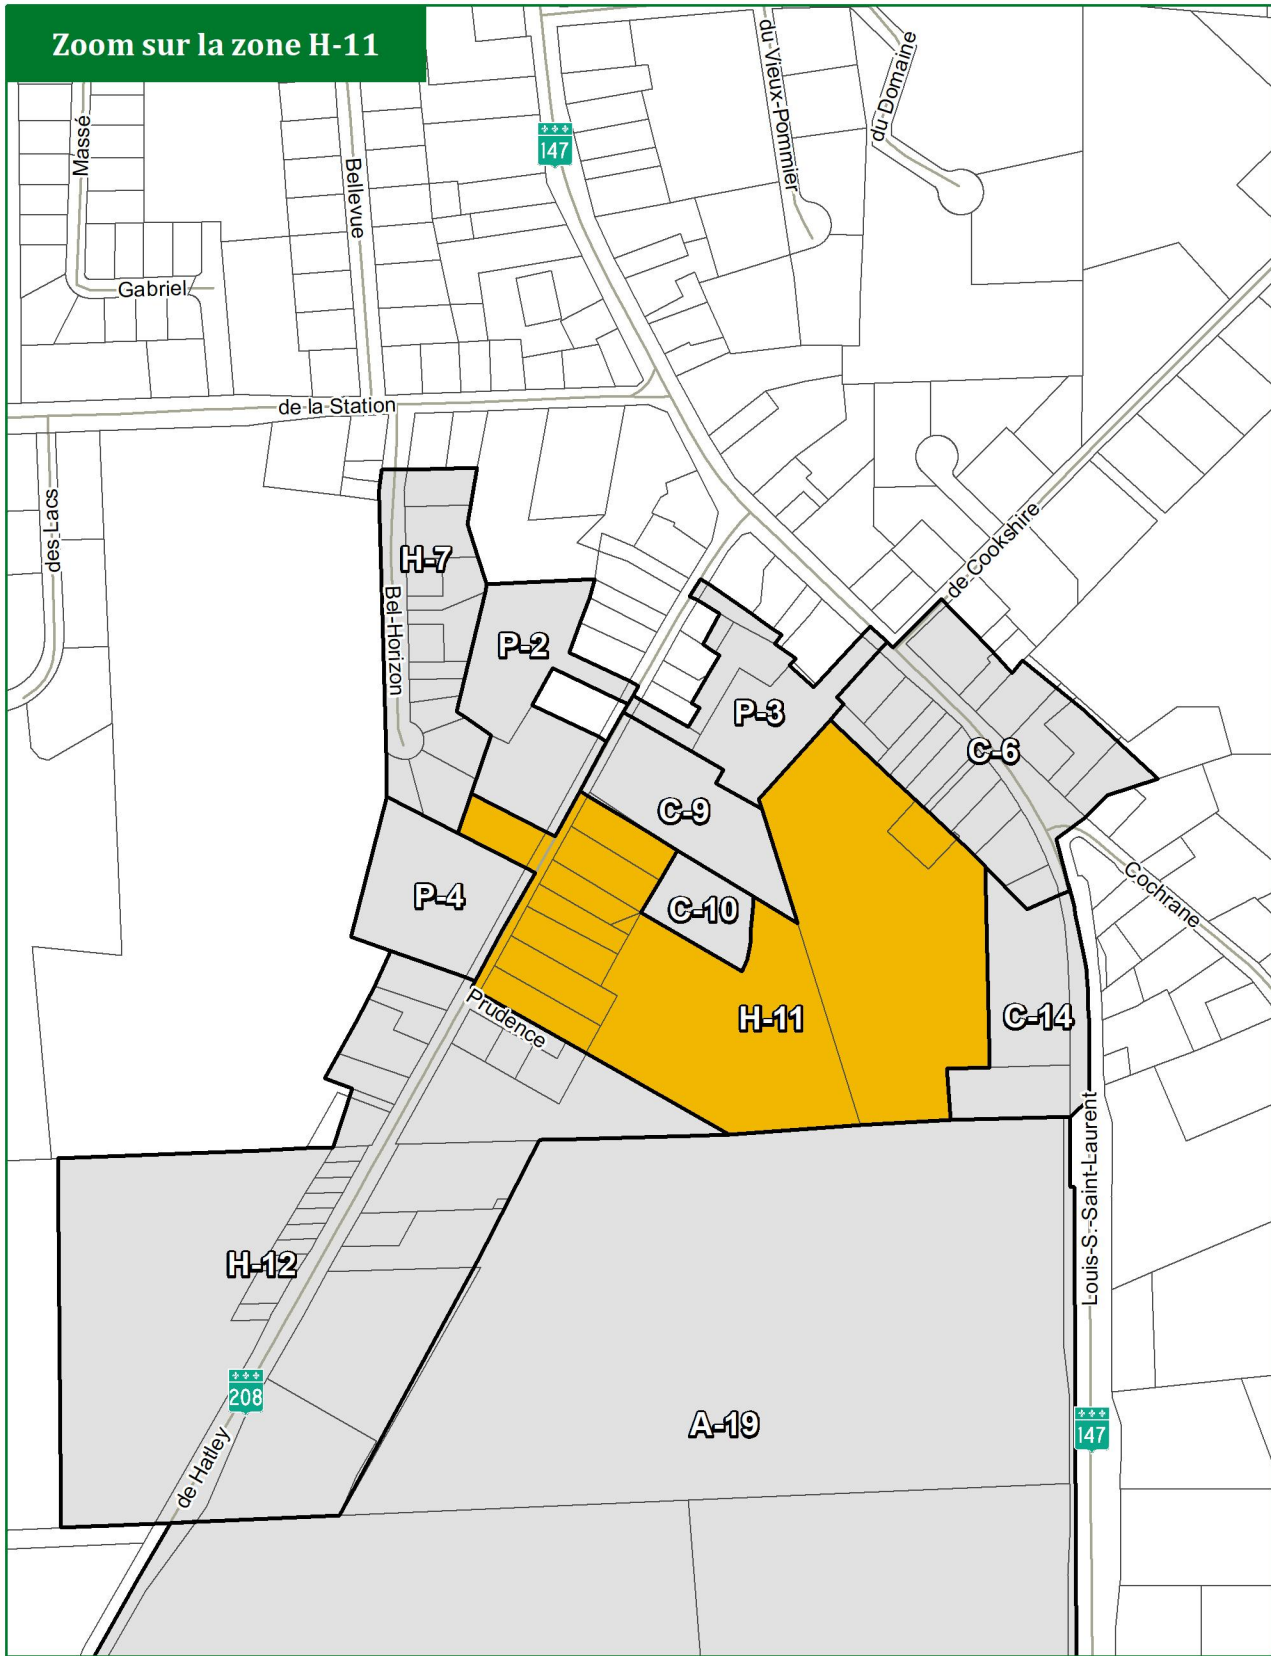 Zoom sur la zone H-11
Massé
Bellevue
147
du-Vieux-Pommier
du-Domaine
Gabriel
de la Station
des-Lacs
H-7
Bel-Horizon
P-2
P-3
de Cookshire
C-6
C-9
P-4
C-10
Cochrane
H-11
C-14
Prudence
Louis-S.-Saint-Laurent
H-12
208
A-19
147
de Hatley